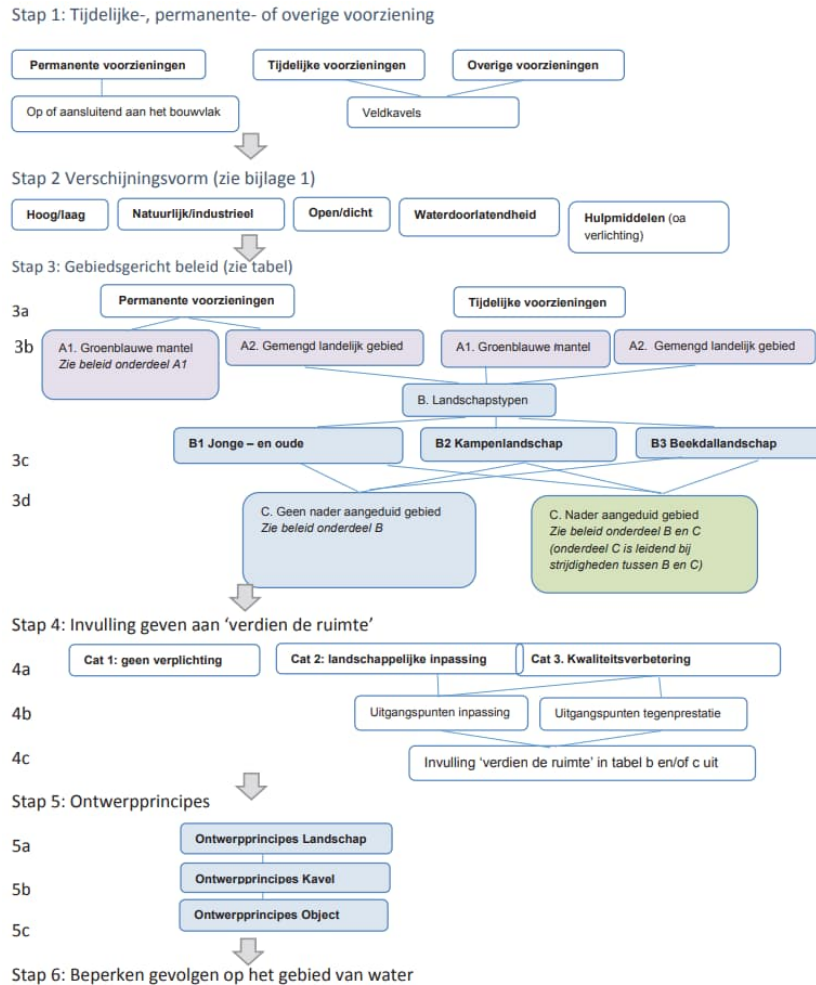 Stap 1: Tijdelijke-, permanente- of overige voorziening
Permanente voorzieningen
Tijdelijke voorzieningen
Overige voorzieningen
Op of aansluitend aan het bouwvlak
Veldkavels
Stap 2 Verschijningsvorm (zie bijlage 1)
Hoog/laag
Natuurlijk/industrieel
Open/dicht
Waterdoorlatendheid
Hulpmiddelen (oa
verlichting)
Stap 3: Gebiedsgericht beleid (zie tabel)
3a
Permanente voorzieningen
Tijdelijke voorzieningen
3b
A1. Groenblauwe mantel
Zie beleid onderdeel A1
A2. Gemengd landelijk gebied
A1. Groenblauwe mantel
A2. Gemengd landelijk gebied
B. Landschapstypen
3c
B1 Jonge – en oude
B2 Kampenlandschap
B3 Beekdallandschap
3d
C. Geen nader aangeduid gebied
Zie beleid onderdeel B
C. Nader aangeduid gebied
Zie beleid onderdeel B en C
(onderdeel C is leidend bij
strijdigheden tussen B en C)
Stap 4: Invulling geven aan ‘verdien de ruimte’
4a
Cat 1: geen verplichting
Cat 2: landschappelijke inpassing
Cat 3. Kwaliteitsverbetering
4b
Uitgangspunten inpassing
Uitgangspunten tegenprestatie
4c
Invulling ‘verdien de ruimte’ in tabel b en/of c uit
Stap 5: Ontwerpprincipes
5a
Ontwerpprincipes Landschap
5b
Ontwerpprincipes Kavel
5c
Ontwerpprincipes Object
Stap 6: Beperken gevolgen op het gebied van water